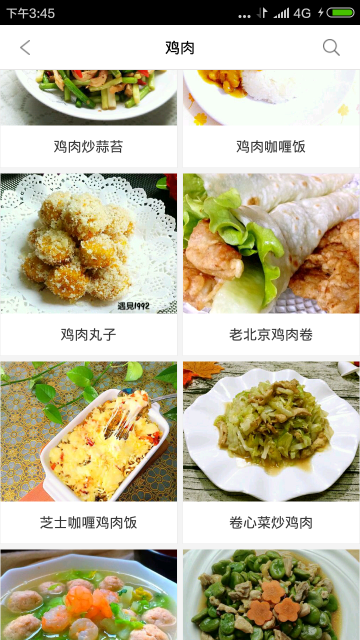 下午3:45
4G
鸡肉
鸡肉炒蒜苔
鸡肉咖喱饭
遇見1992
鸡肉丸子
老北京鸡肉卷
芝士咖喱鸡肉饭
卷心菜炒鸡肉